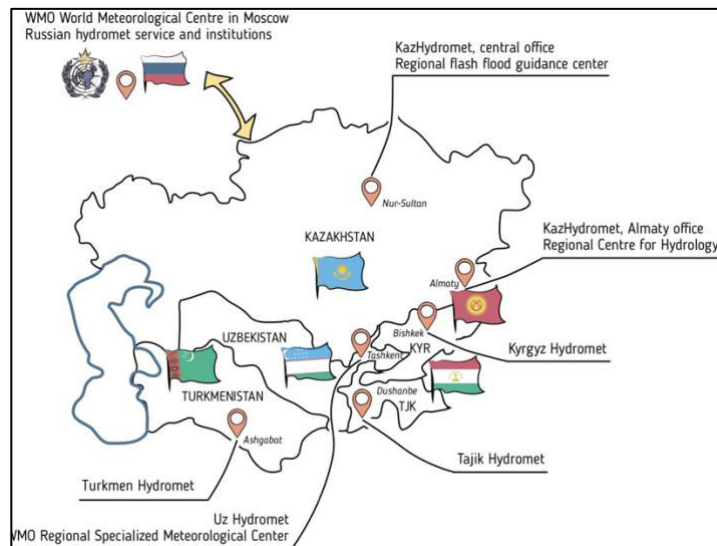 WMO World Meteorological Centre in Moscow
Russian hydromet service and institutions
KazHydromet, central office
Regional flash flood guidance center
Nur-Sultan
KAZAKHSTAN
KazHydromet, Almaty office
Regional Centre for Hydrology
Almaty
Bishkek
UZBEKISTAN
Tashkent
KYR
Kyrgyz Hydromet
TURKMENISTAN
Dushanbe
TJK
Ashgabat
Tajik Hydromet
Turkmen Hydromet
Uz Hydromet
WMO Regional Specialized Meteorological Center